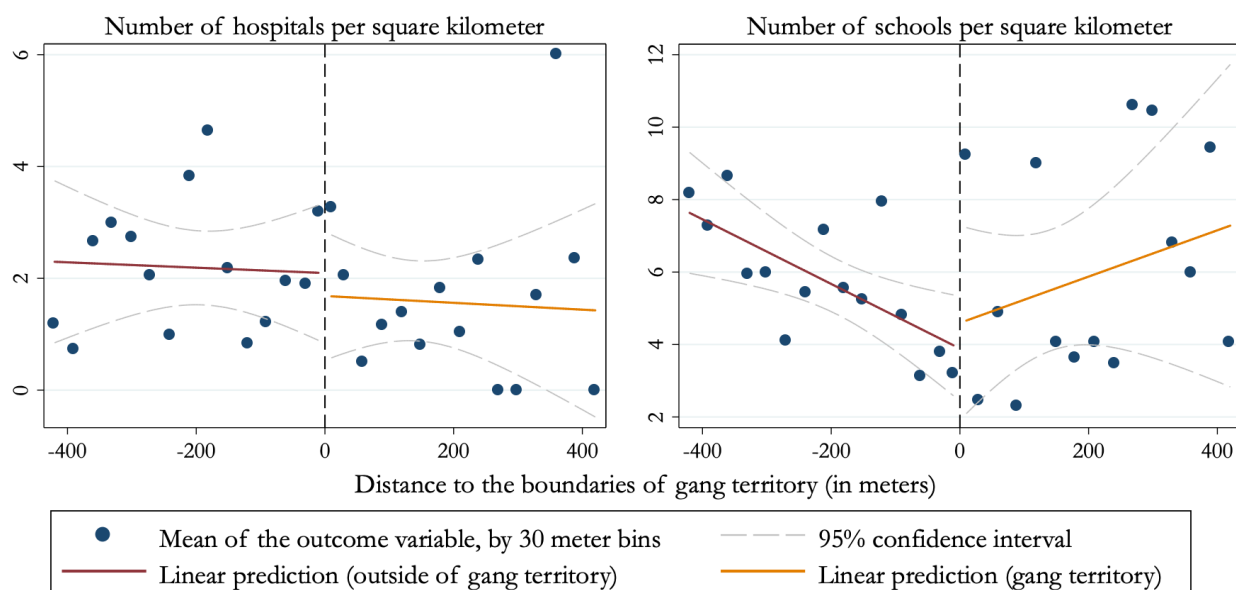 Number of hospitals per square kilometer
6
4
2
0
-400 -200 0 200 400
Number of schools per square kilometer
12
10
8
6
4
2
-400 -200 0 200 400
Distance to the boundaries of gang territory (in meters)
Mean of the outcome variable, by 30 meter bins
95% confidence interval
Linear prediction (outside of gang territory)
Linear prediction (gang territory)